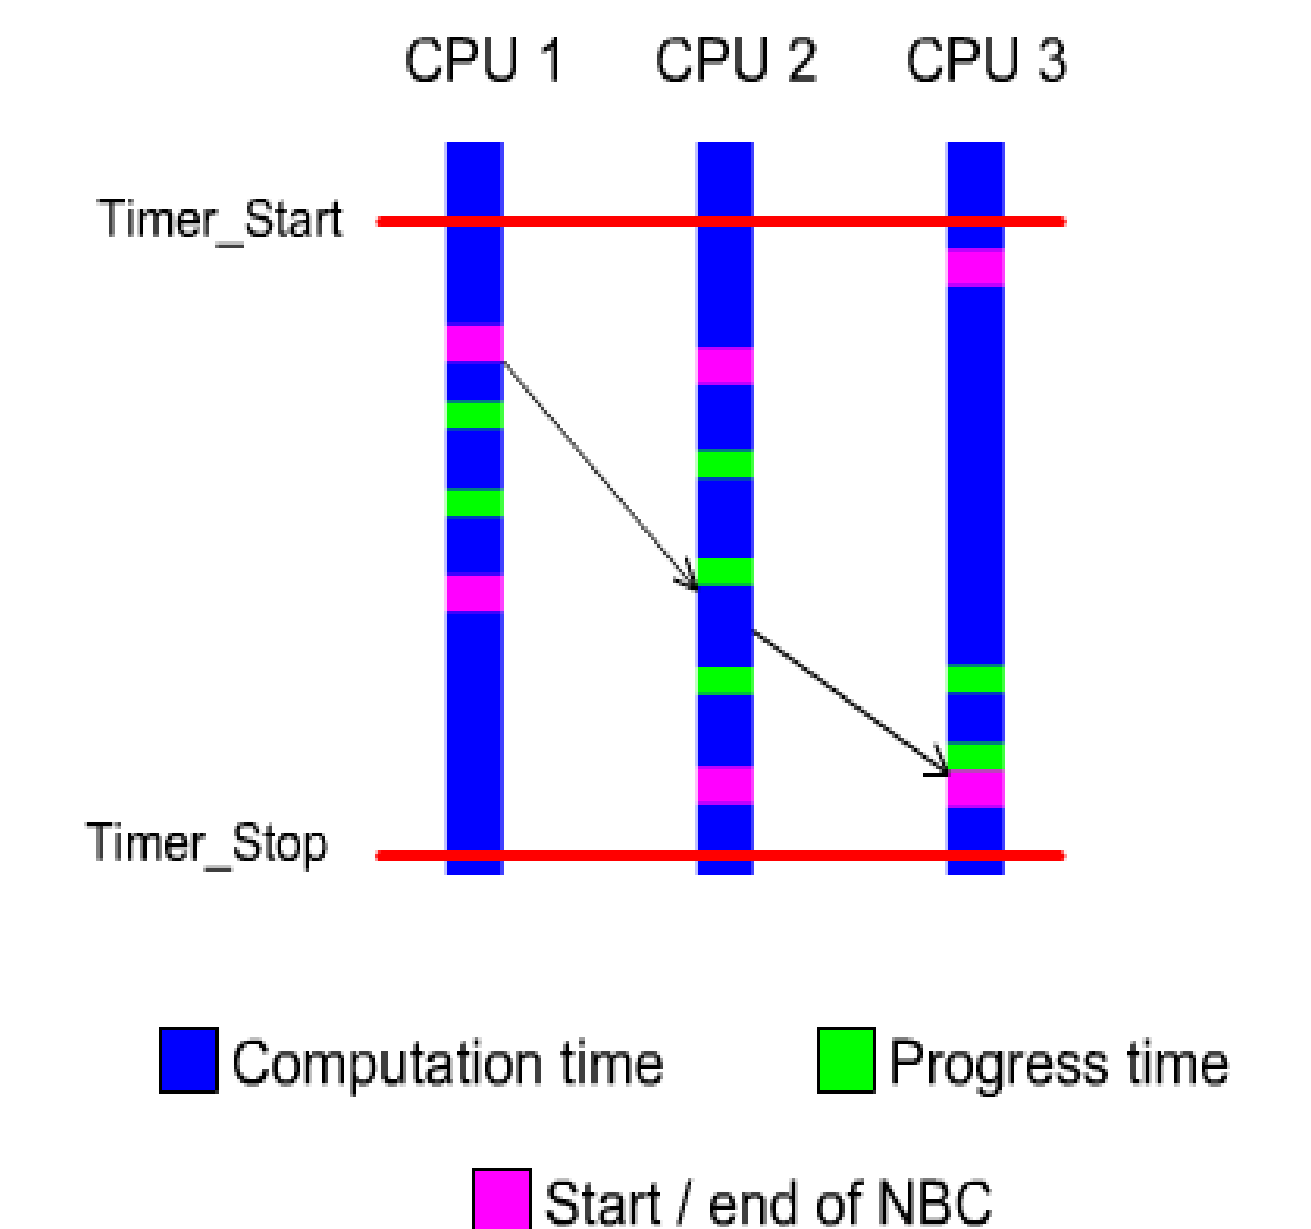 CPU 1 CPU 2 CPU 3
Timer_Start
Timer_Stop
Computation time Progress time
Start / end of NBC